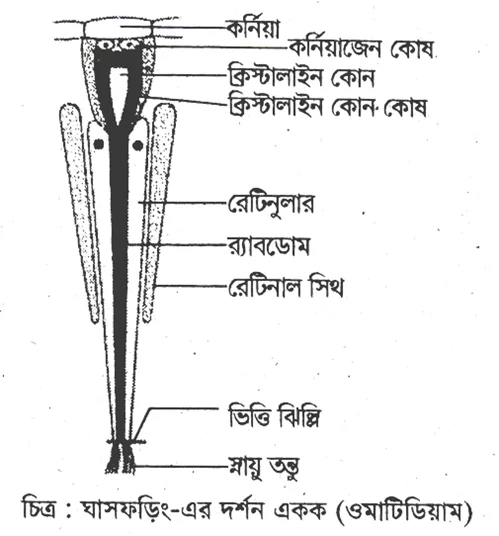 কর্নিয়া
কর্নিয়াজেন কোষ
ক্রিস্টালাইন কোন
ক্রিস্টালাইন কোন কোষ
রেটিনুলার
র‍্যাবডোম
রেটিনাল সিথ
ভিত্তি ঝিল্লি
স্নায়ু তন্তু
চিত্র : ঘাসফড়িং-এর দর্শন একক (ওমাটিডিয়াম)